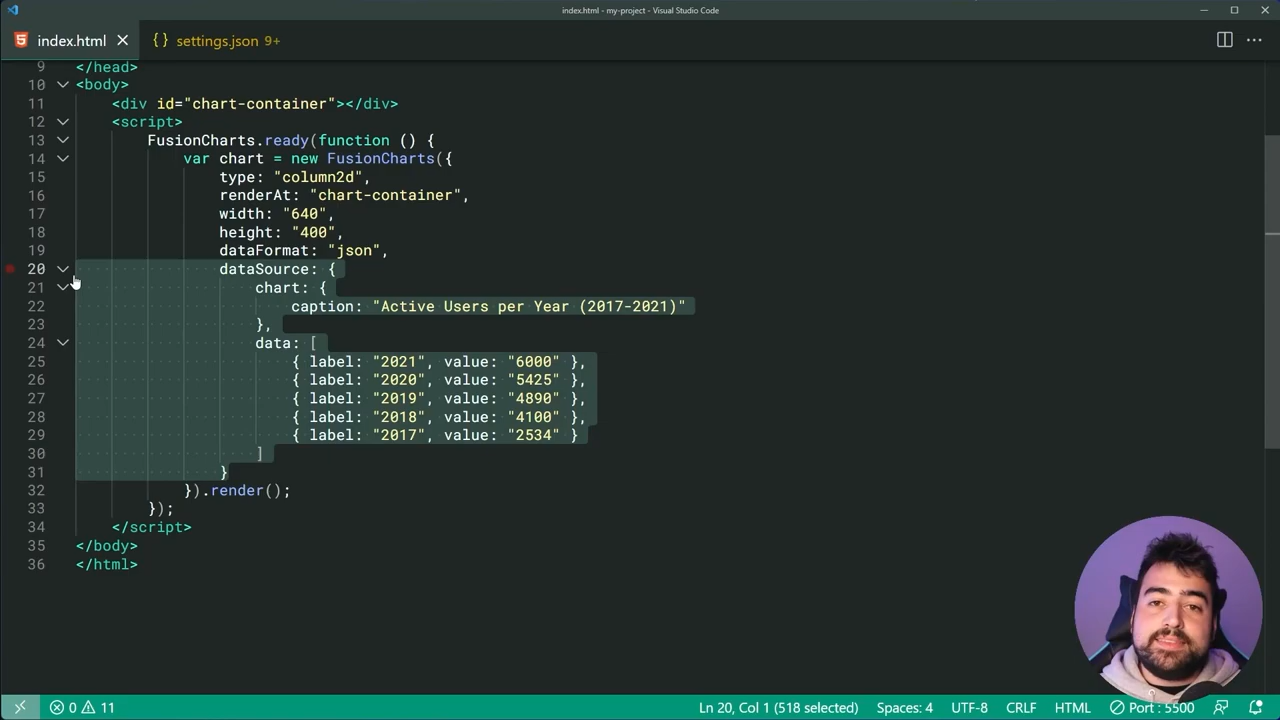 index.html - my-project - Visual Studio Code
index.html
{} settings.json 9+
9 </head>
10 <body>
11 <div id="chart-container"></div>
12 <script>
13 FusionCharts.ready(function () {
14 var chart = new FusionCharts({
15 type: "column2d",
16 renderAt: "chart-container",
17 width: "640",
18 height: "400",
19 dataFormat: "json",
20 dataSource: {
21 chart: {
22 caption: "Active Users per Year (2017-2021)"
23 },
24 data: [
25 { label: "2021", value: "6000" },
26 { label: "2020", value: "5425" },
27 { label: "2019", value: "4890" },
28 { label: "2018", value: "4100" },
29 { label: "2017", value: "2534" }
30 ]
31 }
32 }).render();
33 });
34 </script>
35 </body>
36 </html>
0 11 Ln 20, Col 1 (518 selected) Spaces: 4 UTF-8 CRLF HTML Port : 5500